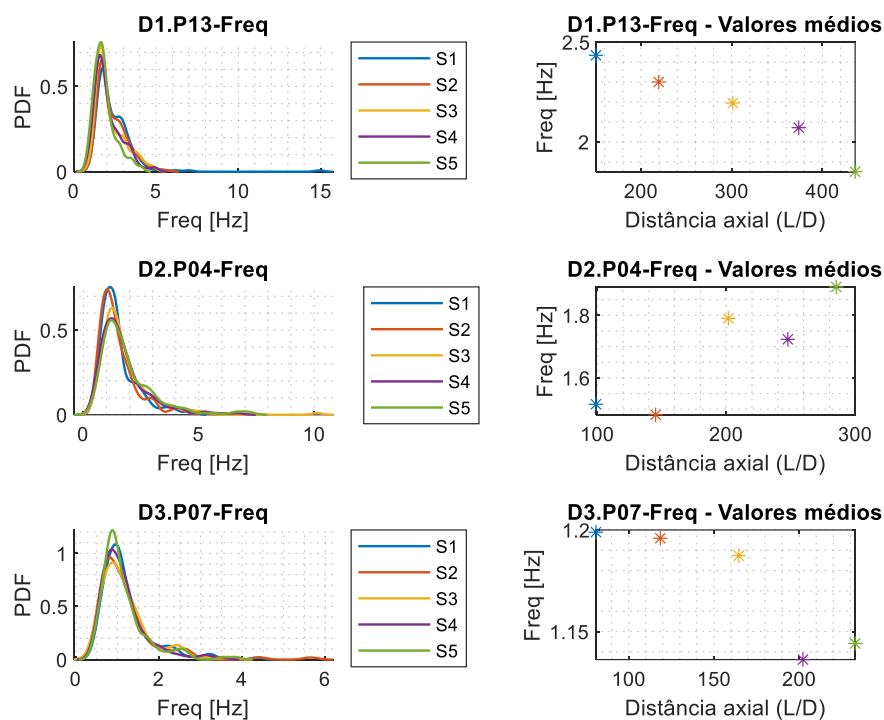 D1.P13-Freq
PDF
0.5
0
0
5
10
15
Freq [Hz]
S1
S2
S3
S4
S5
D1.P13-Freq - Valores médios
Freq [Hz]
2.5
2
200
300
400
Distância axial (L/D)
D2.P04-Freq
PDF
0.5
0
0
5
10
Freq [Hz]
S1
S2
S3
S4
S5
D2.P04-Freq - Valores médios
Freq [Hz]
1.8
1.6
100
200
300
Distância axial (L/D)
D3.P07-Freq
PDF
1
0.5
0
0
2
4
6
Freq [Hz]
S1
S2
S3
S4
S5
D3.P07-Freq - Valores médios
Freq [Hz]
1.2
1.15
100
150
200
Distância axial (L/D)